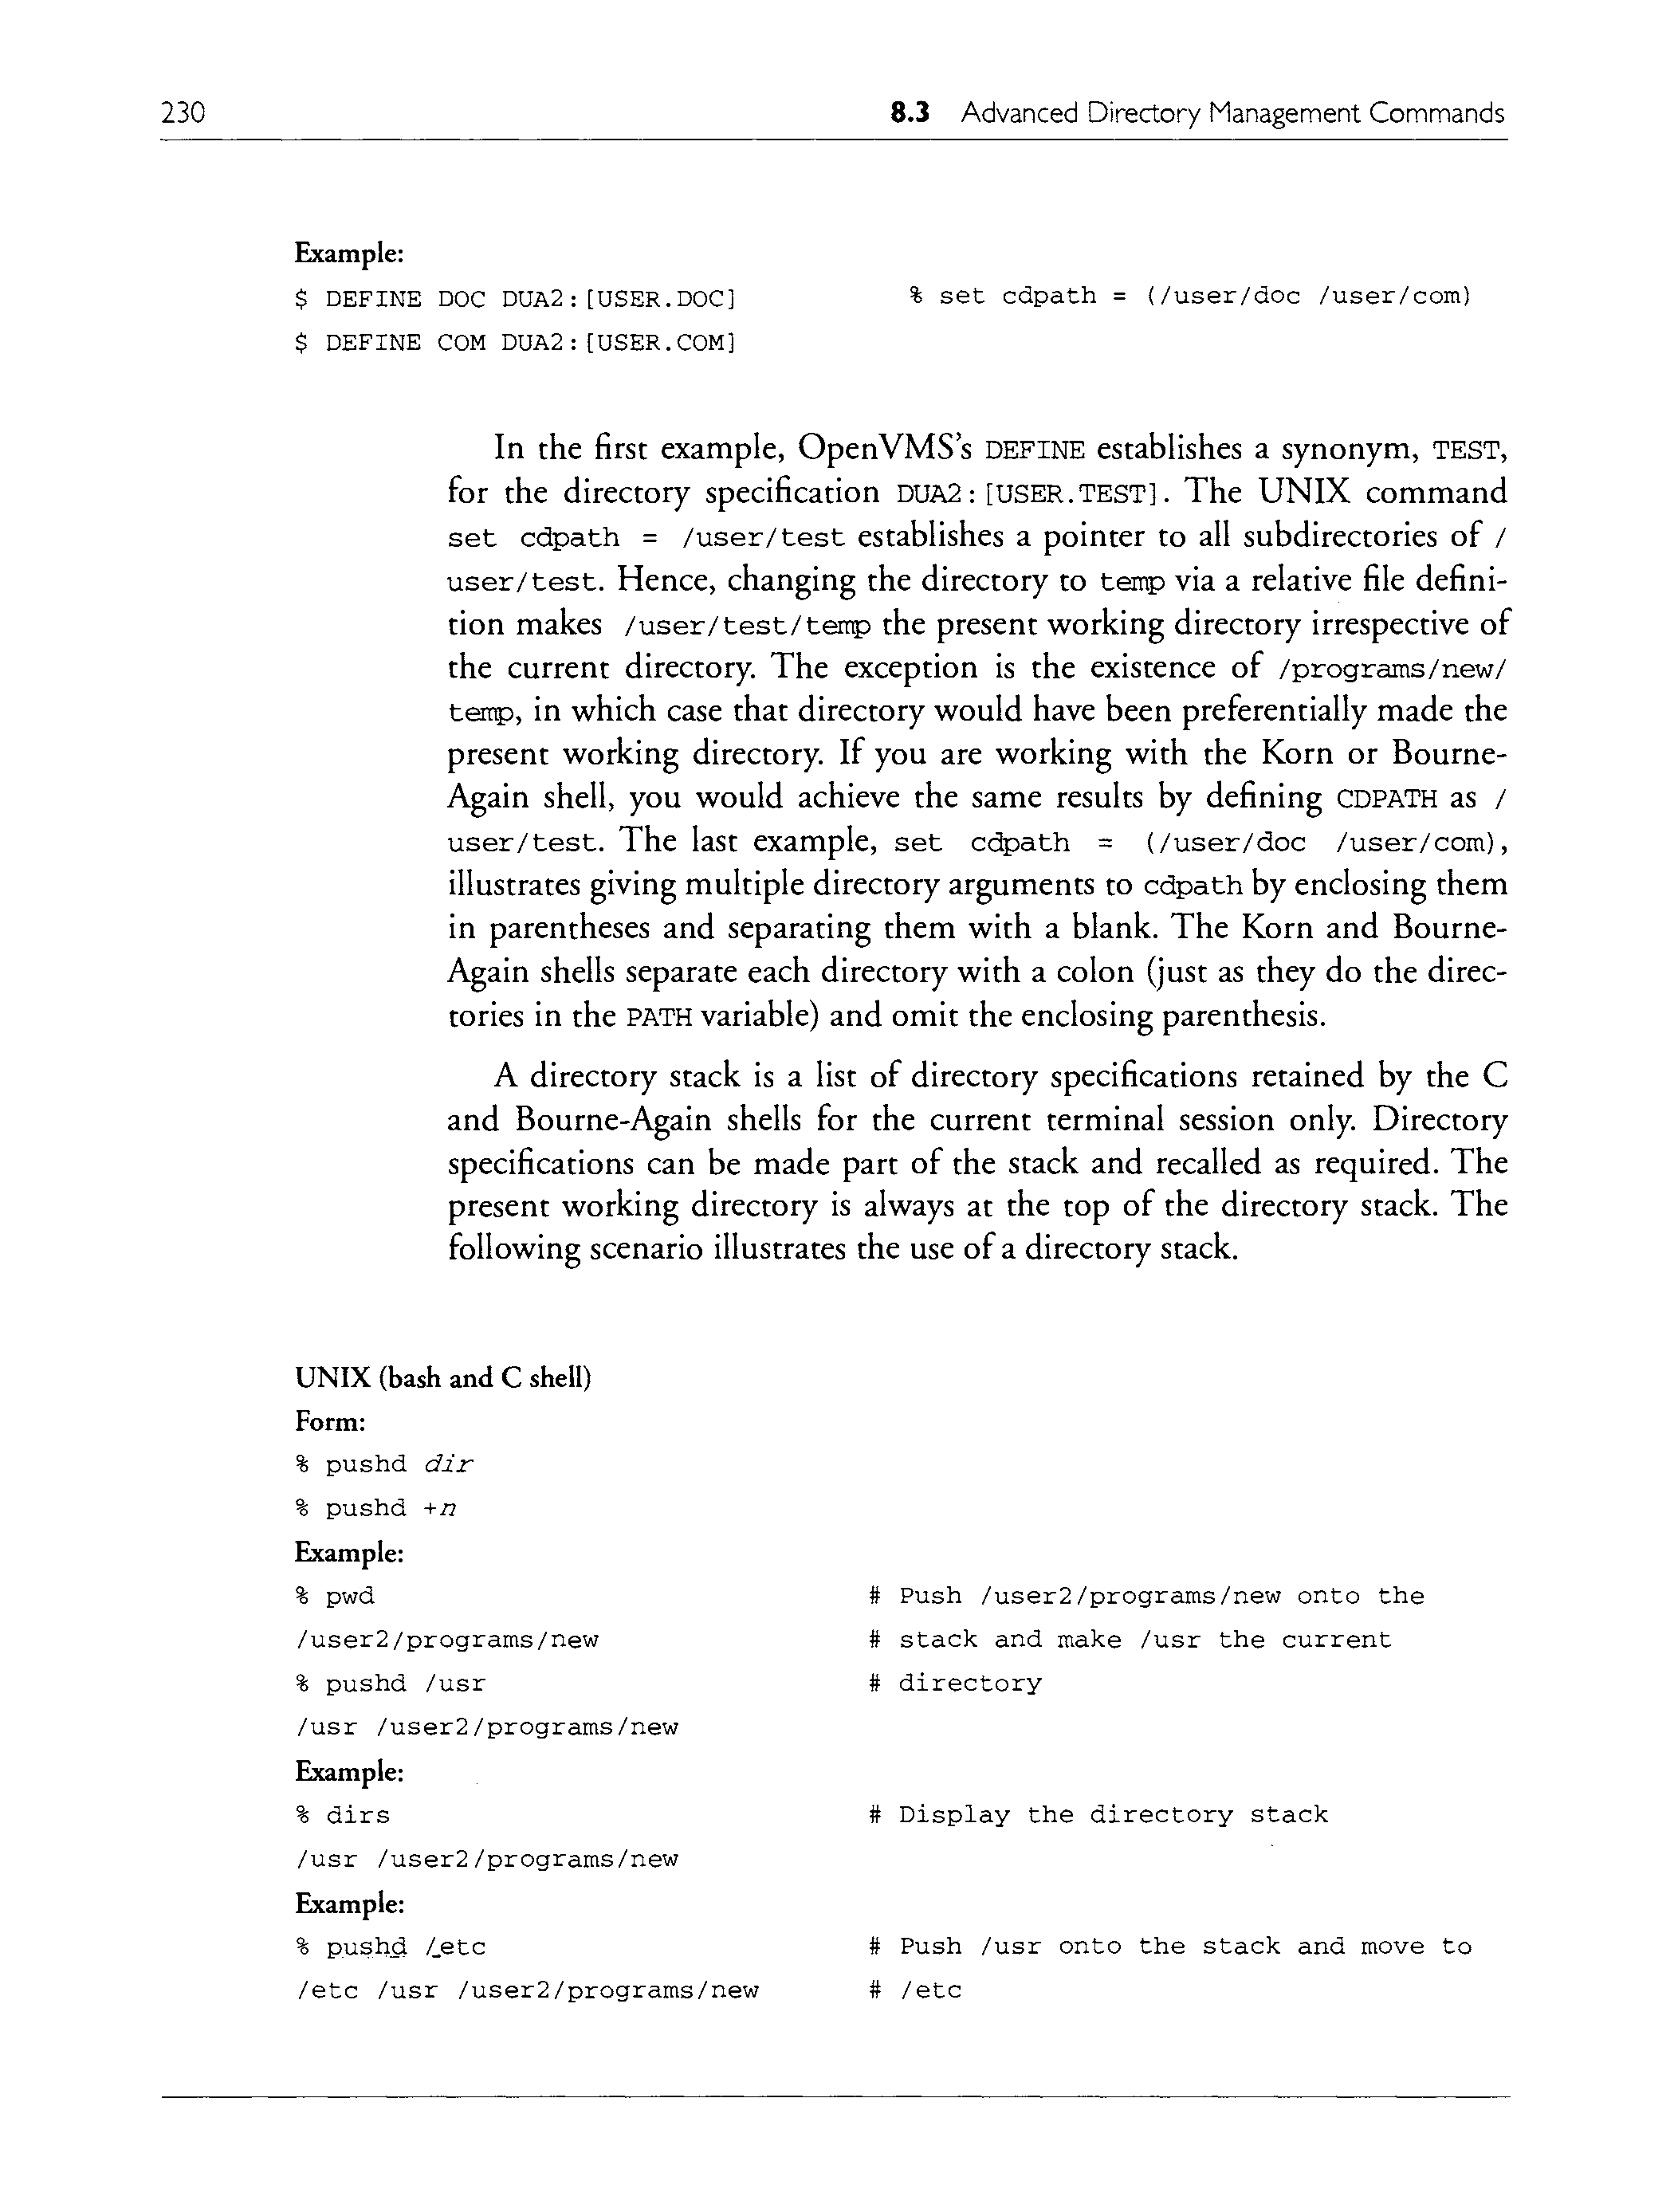 230 8.3 Advanced Directory Management Commands
Example:
$ DEFINE DOC DUA2:[USER.DOC] % set cdpath = (/user/doc /user/com)
$ DEFINE COM DUA2:[USER.COM]
In the first example, OpenVMS's DEFINE establishes a synonym, TEST,
for the directory specification DUA2:[USER.TEST]. The UNIX command
set cdpath = /user/test establishes a pointer to all subdirectories of /
user/test. Hence, changing the directory to temp via a relative file defini-
tion makes /user/test/temp the present working directory irrespective of
the current directory. The exception is the existence of /programs/new/
temp, in which case that directory would have been preferentially made the
present working directory. If you are working with the Korn or Bourne-
Again shell, you would achieve the same results by defining CDPATH as /
user/test. The last example, set cdpath = (/user/doc /user/com),
illustrates giving multiple directory arguments to cdpath by enclosing them
in parentheses and separating them with a blank. The Korn and Bourne-
Again shells separate each directory with a colon (just as they do the direc-
tories in the PATH variable) and omit the enclosing parenthesis.
A directory stack is a list of directory specifications retained by the C
and Bourne-Again shells for the current terminal session only. Directory
specifications can be made part of the stack and recalled as required. The
present working directory is always at the top of the directory stack. The
following scenario illustrates the use of a directory stack.
UNIX (bash and C shell)
Form:
% pushd dir
% pushd +n
Example:
% pwd # Push /user2/programs/new onto the
/user2/programs/new # stack and make /usr the current
% pushd /usr # directory
/usr /user2/programs/new
Example:
% dirs # Display the directory stack
/usr /user2/programs/new
Example:
% pushd /etc # Push /usr onto the stack and move to
/etc /usr /user2/programs/new # /etc